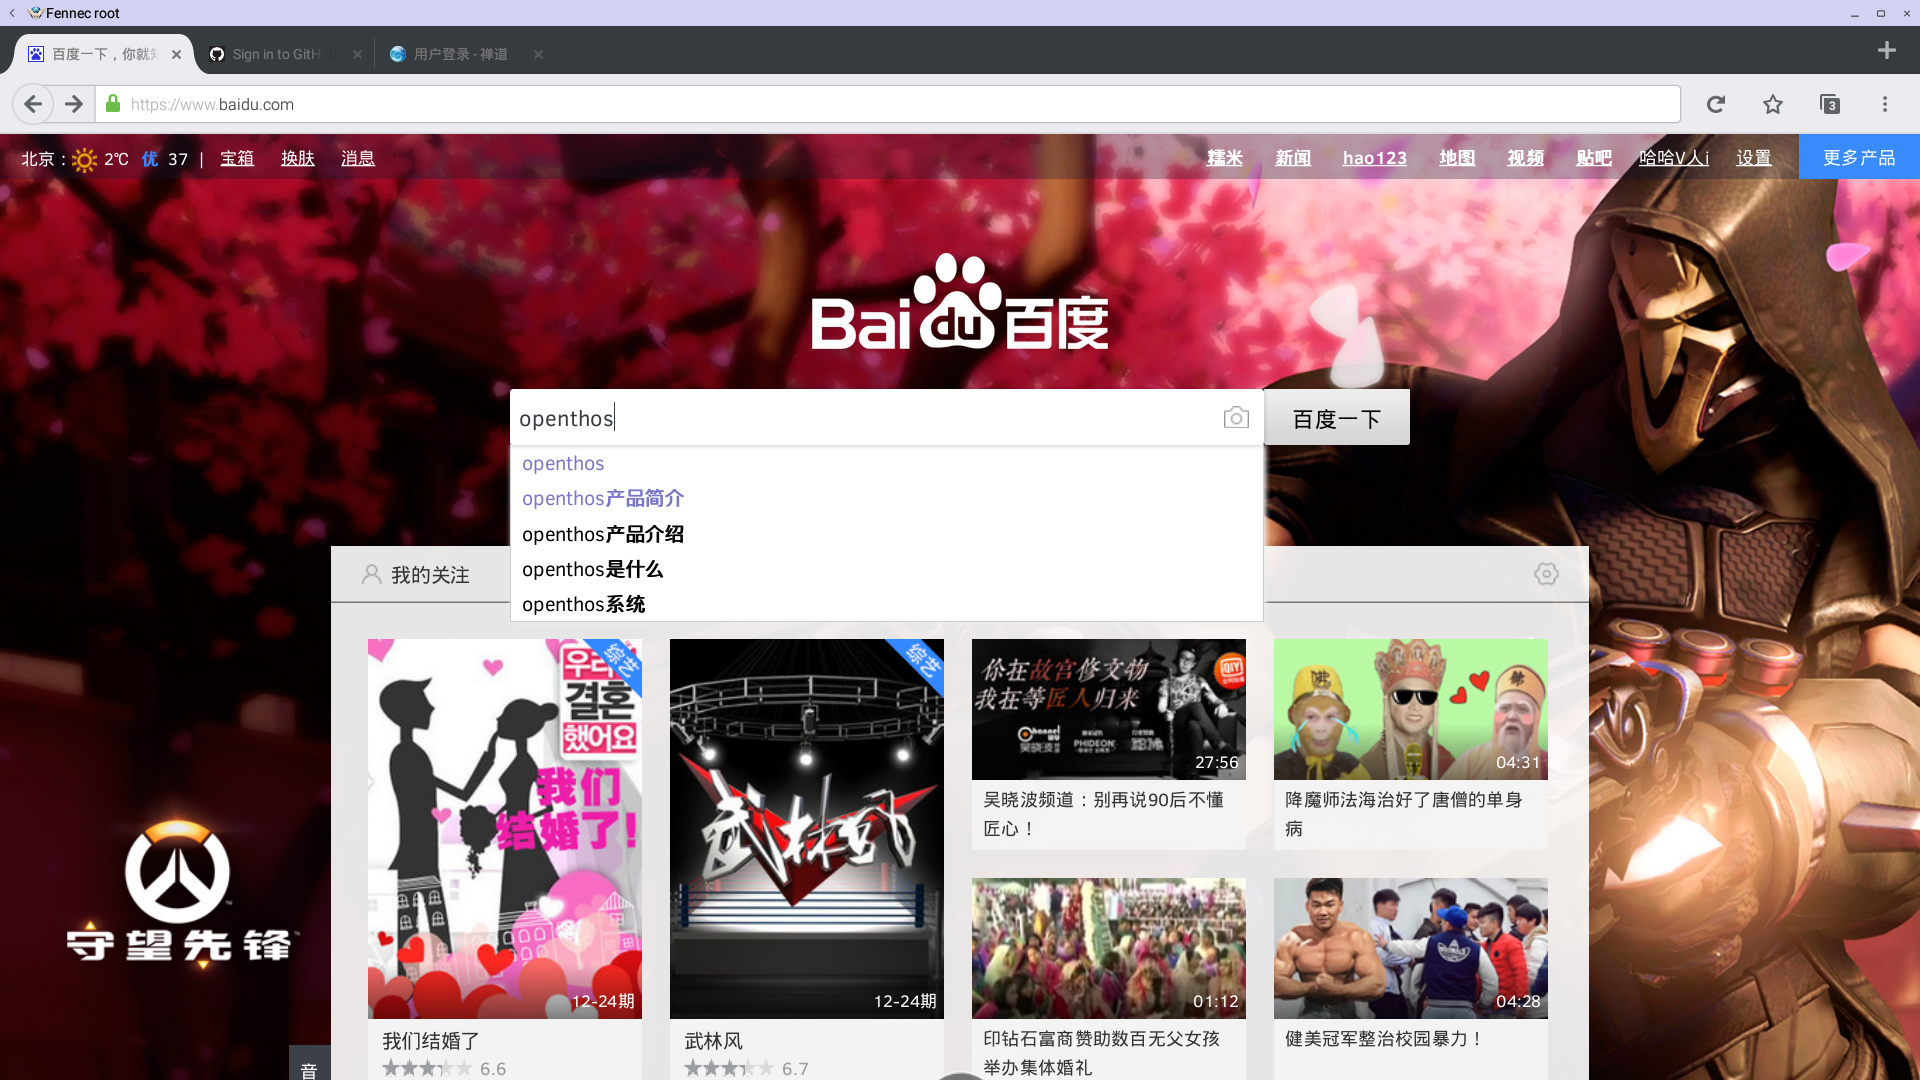 Fennec root
百度一下，你就知
Sign in to GitH
用户登录 - 禅道
https://www.baidu.com
3
北京： 2℃ 优 37 | 宝箱 换肤 消息
糯米 新闻 hao123 地图 视频 贴吧 哈哈V人i 设置 更多产品
Bai du 百度
openthos
百度一下
openthos
openthos产品简介
openthos产品介绍
openthos是什么
openthos系统
我的关注
综艺
우리
결혼
했어요
我们
结婚了!
12-24期
我们结婚了
6.6
综艺
武林风
12-24期
武林风
6.7
你在故宫修文物
我在等匠人归来
QIY
Channel
吴晓波
PHIDEON
27:56
吴晓波频道：别再说90后不懂
匠心！
佛
佛
04:31
降魔师法海治好了唐僧的单身
病
01:12
印钻石富商赞助数百无父女孩
举办集体婚礼
04:28
健美冠军整治校园暴力！
守望先锋
音